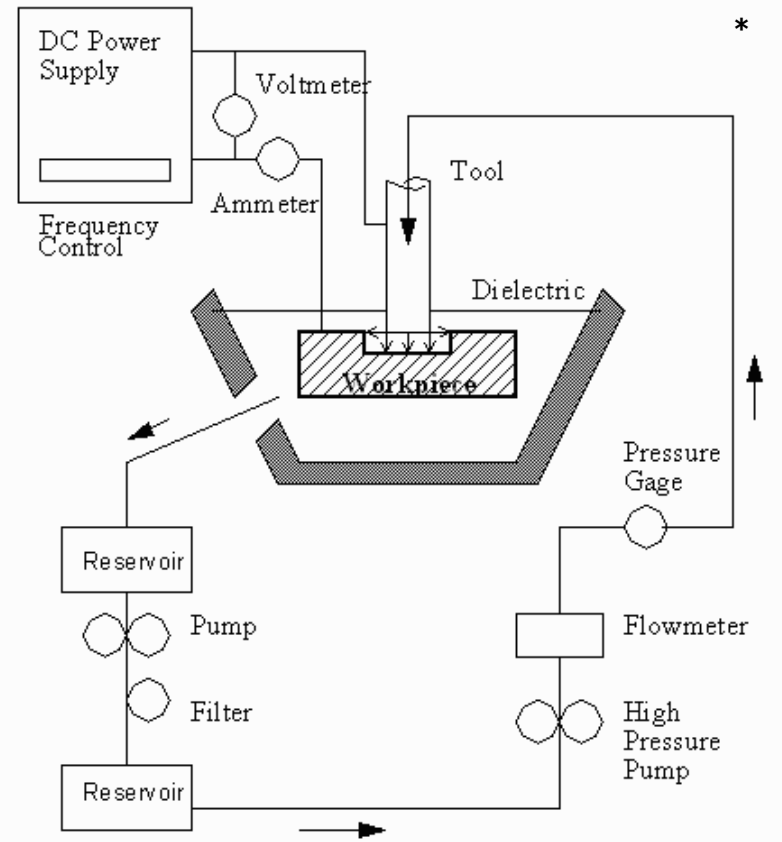 *
DC Power
Supply
Voltmeter
Ammeter
Frequency
Control
Tool
Dielectric
Workpiece
Pressure
Gage
Reservoir
Pump
Filter
Reservoir
Flowmeter
High
Pressure
Pump